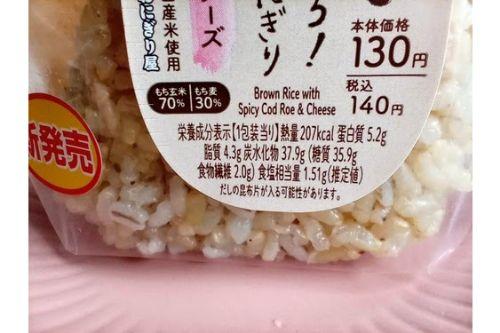 ーズ
産米使用
にぎり屋
ろ!
にぎり
本体価格
130円
税込
140円
もち玄米
70%
もち麦
30%
Brown Rice with
Spicy Cod Roe & Cheese
新発売
栄養成分表示【1包装当り】熱量207kcal 蛋白質5.2g
脂質4.3g 炭水化物37.9g (糖質35.9g
食物繊維2.0g) 食塩相当量1.51g(推定値)
だしの昆布片が入る可能性があります。